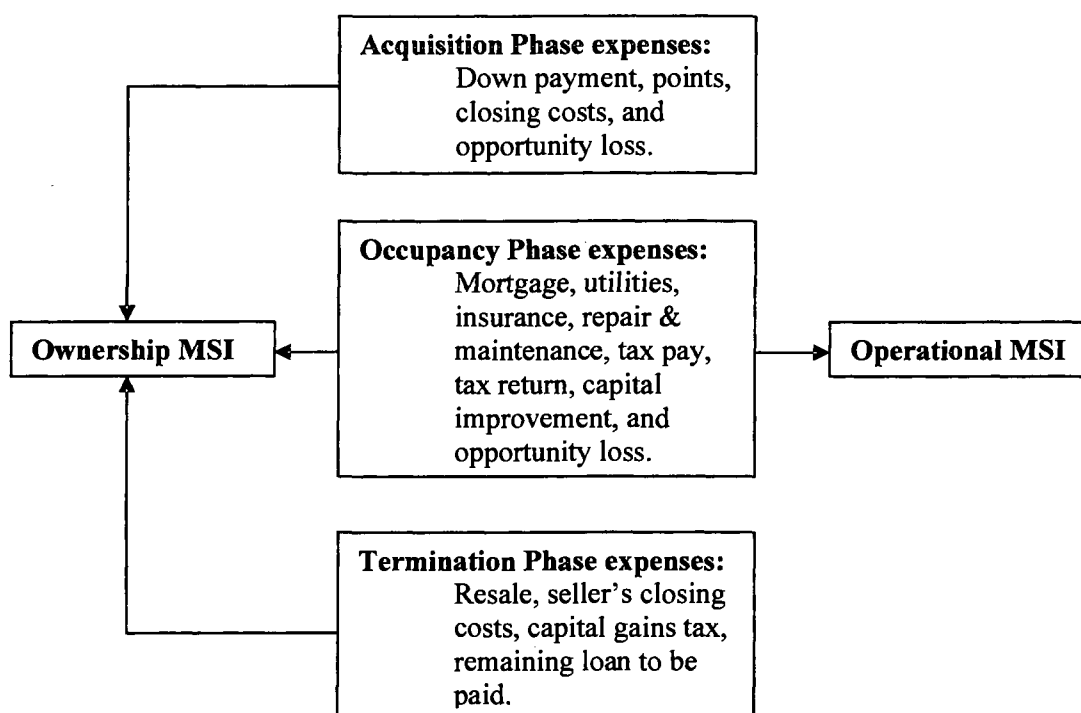 Acquisition Phase expenses:
Down payment, points,
closing costs, and
opportunity loss.
Occupancy Phase expenses:
Mortgage, utilities,
insurance, repair &
maintenance, tax pay,
tax return, capital
improvement, and
opportunity loss.
Ownership MSI
Operational MSI
Termination Phase expenses:
Resale, seller's closing
costs, capital gains tax,
remaining loan to be
paid.